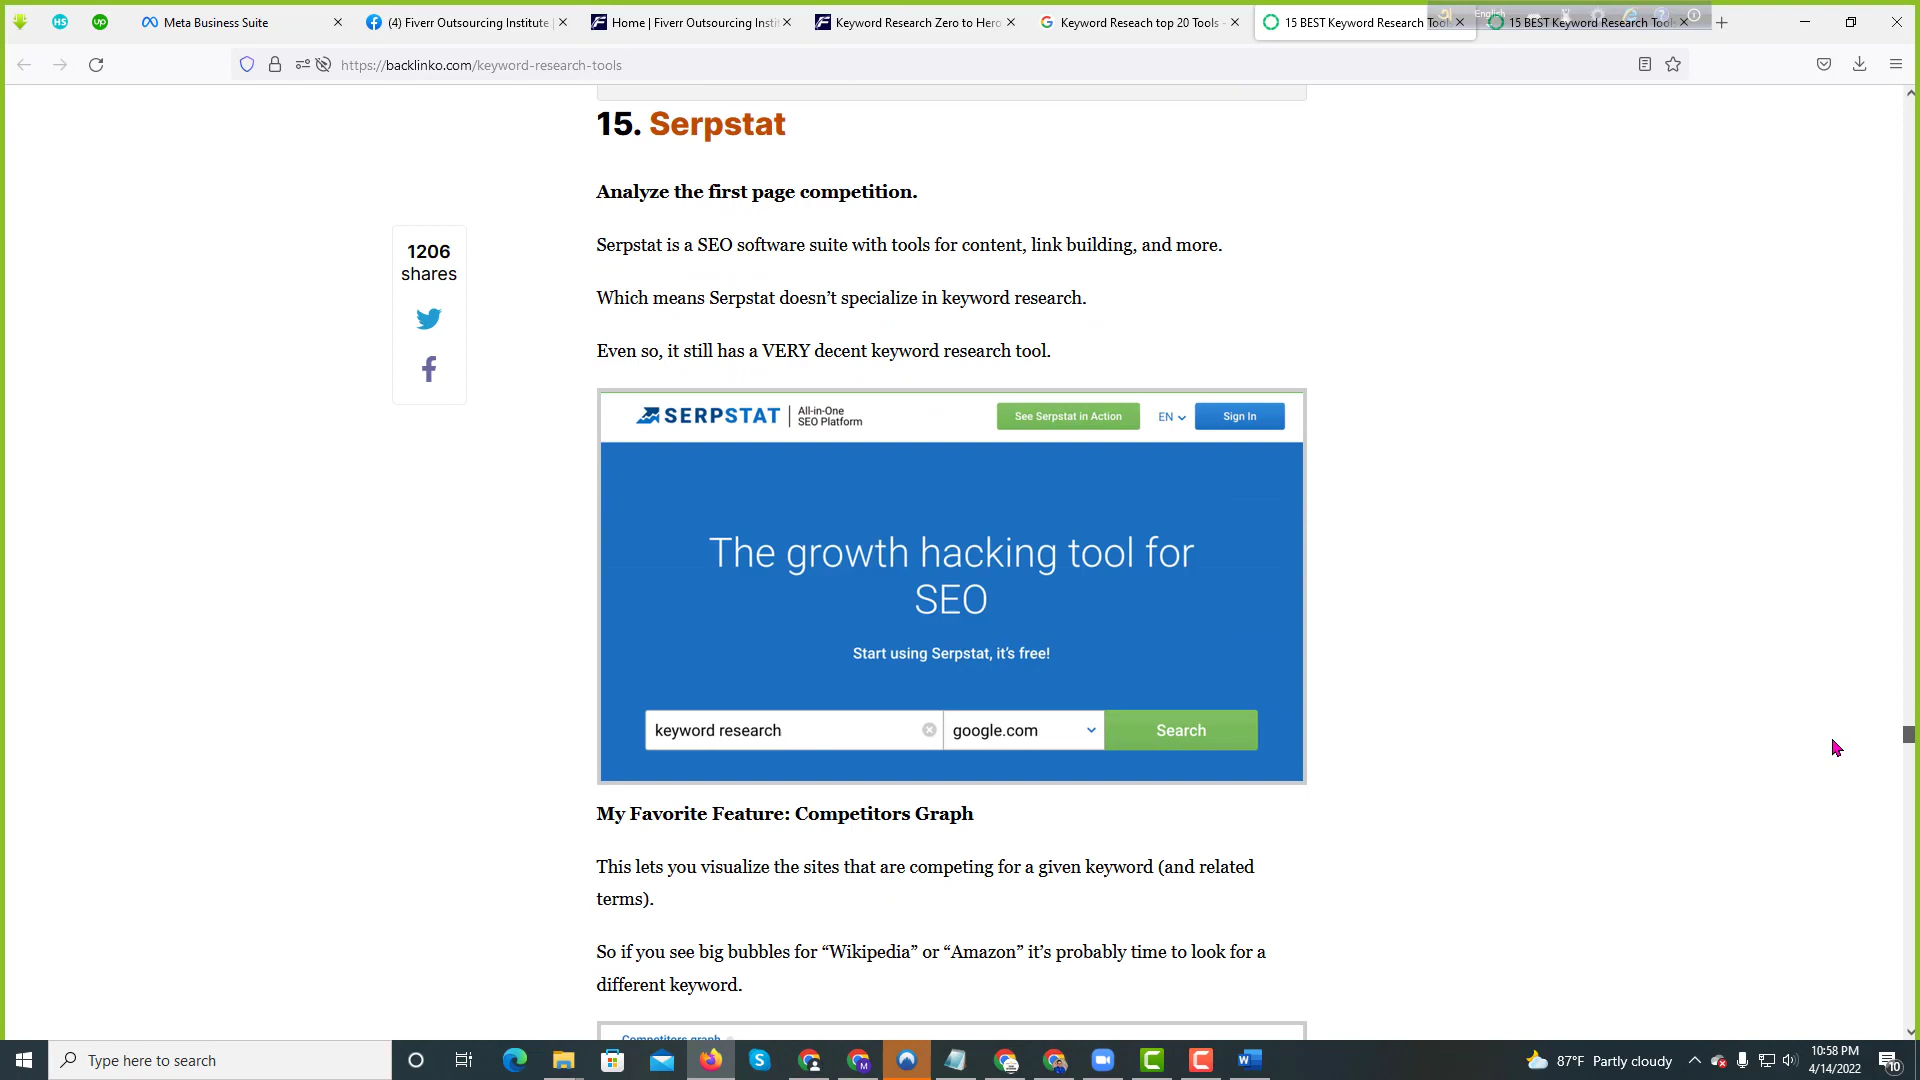 HS
up
Meta Business Suite
(4) Fiverr Outsourcing Institute |
Home | Fiverr Outsourcing Insti
Keyword Research Zero to Hero
Keyword Reseach top 20 Tools -
15 BEST Keyword Research Tool
English
15 BEST Keyword Research Tool
https://backlinko.com/keyword-research-tools
15. Serpstat
Analyze the first page competition.
Serpstat is a SEO software suite with tools for content, link building, and more.
1206
shares
Which means Serpstat doesn’t specialize in keyword research.
Even so, it still has a VERY decent keyword research tool.
SERPSTAT
All-in-One
SEO Platform
See Serpstat in Action
EN
Sign In
The growth hacking tool for
SEO
Start using Serpstat, it's free!
keyword research
google.com
Search
My Favorite Feature: Competitors Graph
This lets you visualize the sites that are competing for a given keyword (and related
terms).
So if you see big bubbles for “Wikipedia” or “Amazon” it’s probably time to look for a
different keyword.
Competitors graph
Type here to search
87°F Partly cloudy
10:58 PM
4/14/2022
10